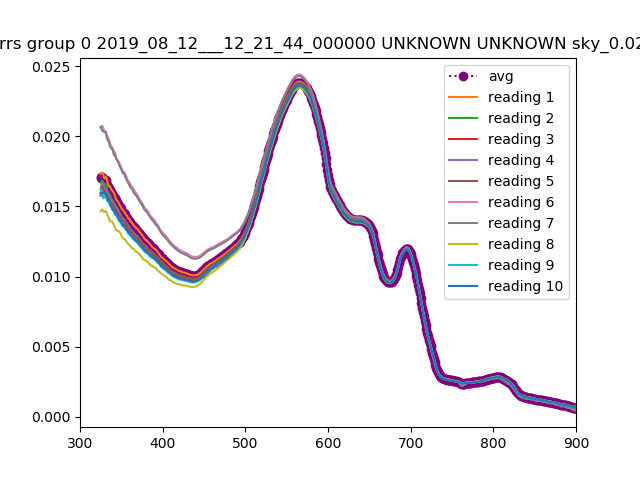 rrs group 0 2019_08_12___12_21_44_000000 UNKNOWN UNKNOWN sky_0.02
0.025
0.020
0.015
0.010
0.005
0.000
300 400 500 600 700 800 900
avg
reading 1
reading 2
reading 3
reading 4
reading 5
reading 6
reading 7
reading 8
reading 9
reading 10